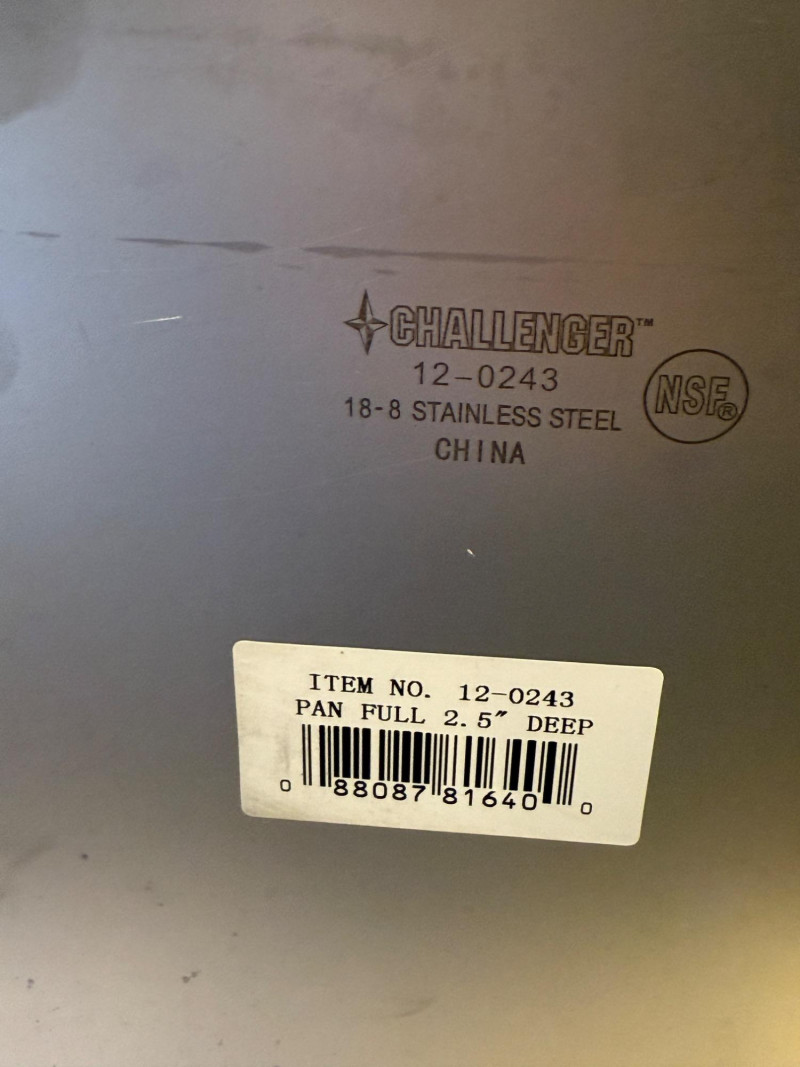 CHALLENGER™
12-0243
18-8 STAINLESS STEEL
CHINA
NSF®
ITEM NO. 12-0243
PAN FULL 2.5″ DEEP
0 88087 81640 0